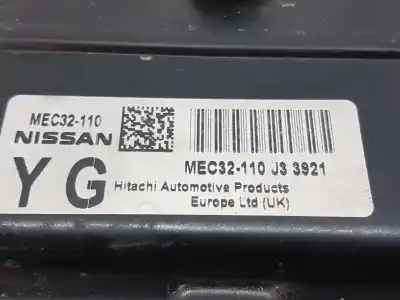 MEC32-110
NISSAN
MEC32-110 J3 3921
Y G
Hitachi Automotive Products
Europe Ltd (UK)